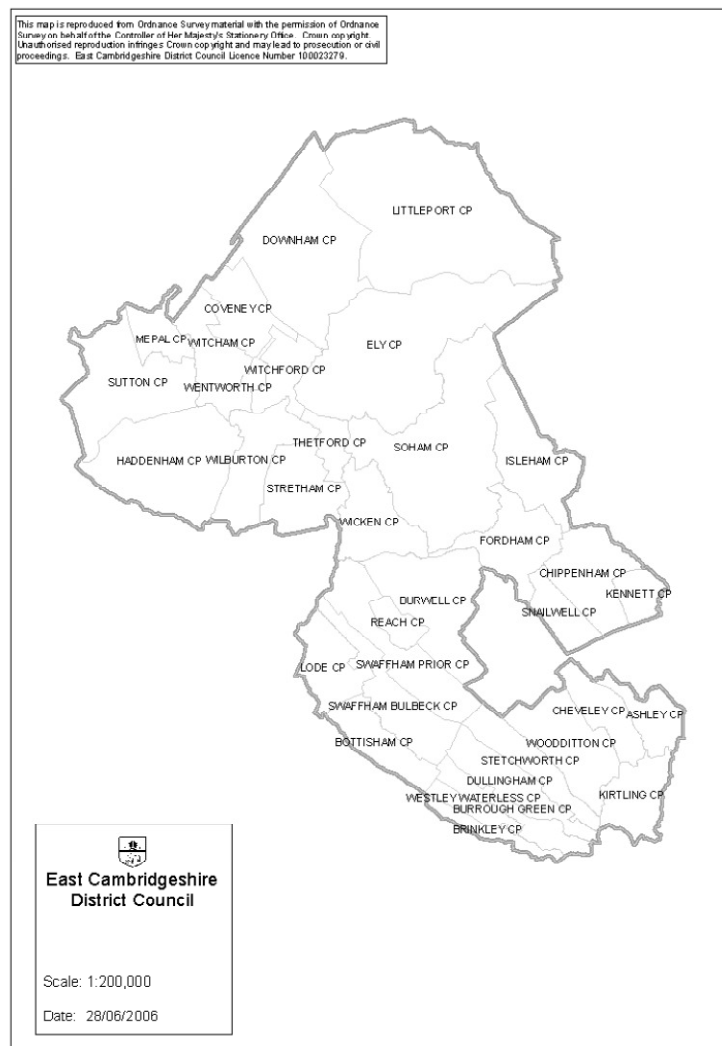 This map is reproduced from Ordnance Survey material with the permission of Ordnance
Survey on behalf of the Controller of Her Majesty's Stationery Office. Crown copyright.
Unauthorised reproduction infringes Crown copyright and may lead to prosecution or civil
proceedings. East Cambridgeshire District Council Licence Number 100023279.
LITTLEPORT CP
DOWNHAM CP
COVENEY CP
MEPAL CP
WITCHAM CP
ELY CP
WITCHFORD CP
SUTTON CP
WENTWORTH CP
THETFORD CP
SOHAM CP
HADDENHAM CP
WILBURTON CP
ISLEHAM CP
STRETHAM CP
WICKEN CP
FORDHAM CP
CHIPPENHAM CP
KENNETT CP
DURWELL CP
SNAILWELL CP
REACH CP
LODE CP
SWAFFHAM PRIOR CP
SWAFFHAM BULBECK CP
CHEVELEY CP
ASHLEY CP
BOTTISHAM CP
WOODDITTON CP
STETCHWORTH CP
DULLINGHAM CP
WESTLEY WATERLESS CP
KIRTLING CP
BURROUGH GREEN CP
BRINKLEY CP
East Cambridgeshire
District Council
Scale: 1:200,000
Date: 28/06/2006